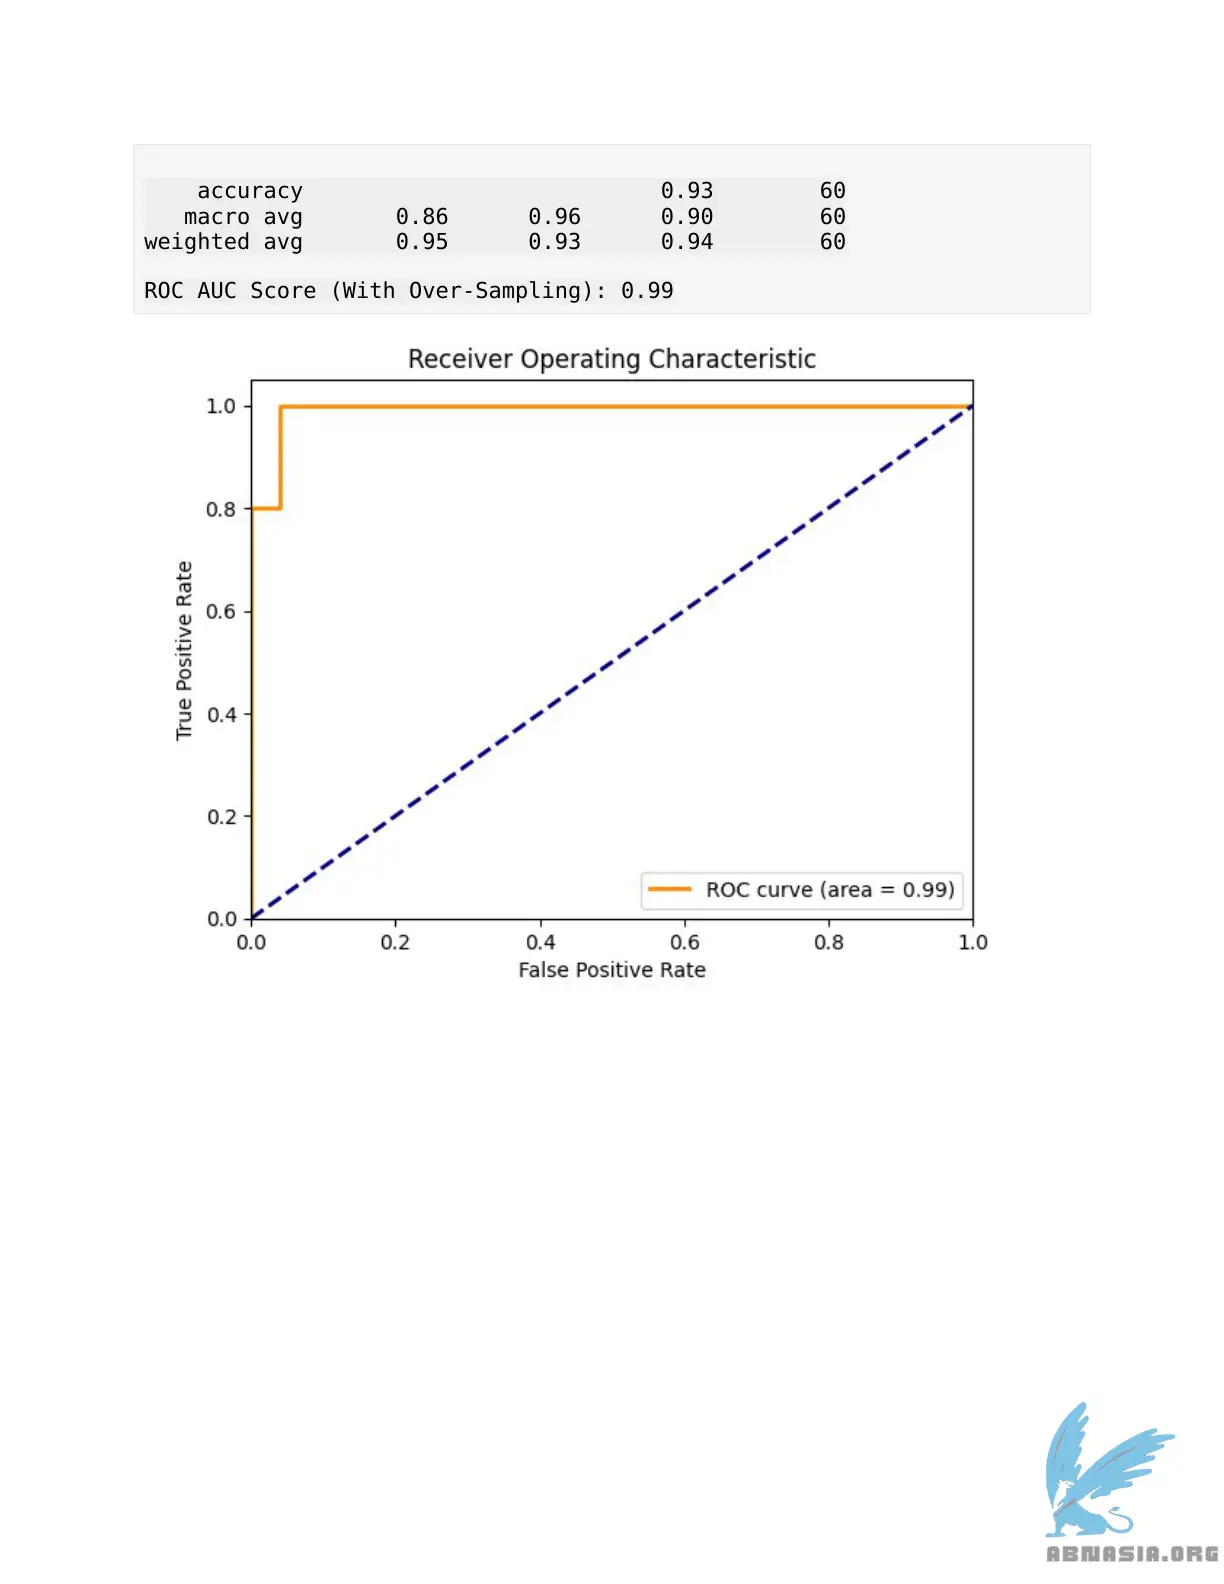 accuracy 0.93 60
macro avg 0.86 0.96 0.90 60
weighted avg 0.95 0.93 0.94 60
ROC AUC Score (With Over-Sampling): 0.99
Receiver Operating Characteristic
1.0
0.8
0.6
0.4
0.2
0.0
True Positive Rate
ROC curve (area = 0.99)
0.0 0.2 0.4 0.6 0.8 1.0
False Positive Rate
ABNASIA.ORG